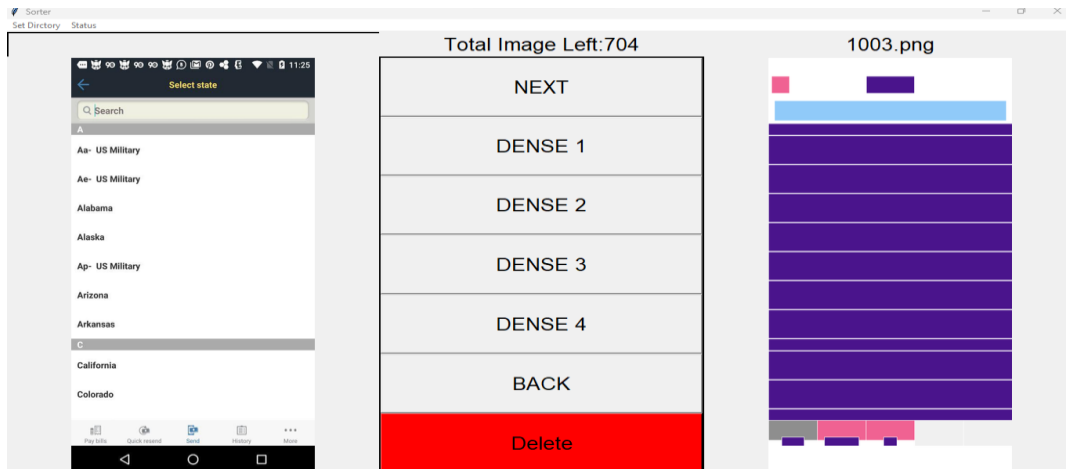 Sorter
Set Dirctory Status
Total Image Left:704
1003.png
11:25
Select state
Search
A
Aa- US Military
Ae- US Military
Alabama
Alaska
Ap- US Military
Arizona
Arkansas
C
California
Colorado
Pay bills Quick resend Send History More
NEXT
DENSE 1
DENSE 2
DENSE 3
DENSE 4
BACK
Delete